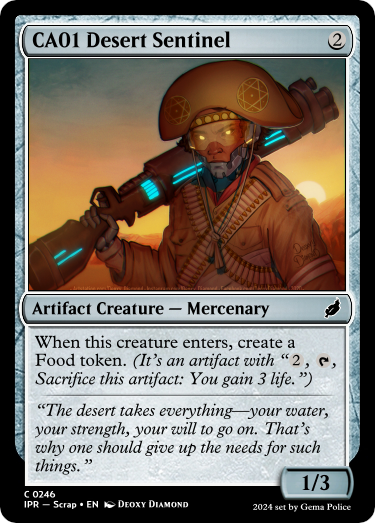 CA01 Desert Sentinel 2
Artifact Creature — Mercenary
When this creature enters, create a
Food token. (It's an artifact with “2, ,
Sacrifice this artifact: You gain 3 life.”)
“The desert takes everything—your water,
your strength, your will to go on. That's
why one should give up the needs for such
things.”
1/3
C 0246
IPR — Scrap • EN Deoxy Diamond
2024 set by Gema Police